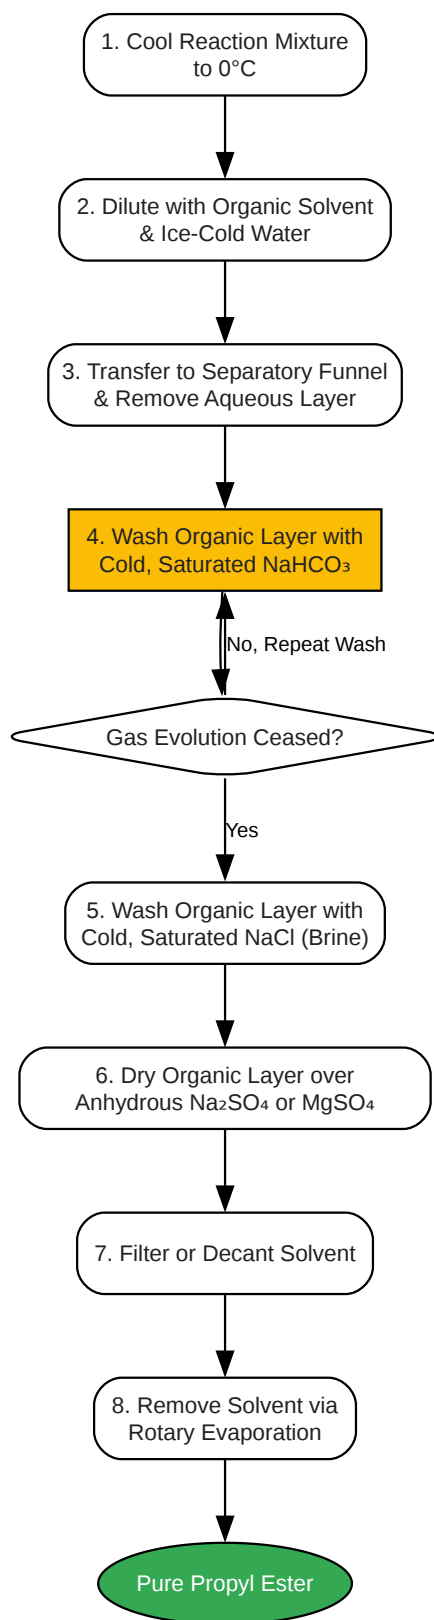 1. Cool Reaction Mixture
to 0°C
2. Dilute with Organic Solvent
& Ice-Cold Water
3. Transfer to Separatory Funnel
& Remove Aqueous Layer
4. Wash Organic Layer with
Cold, Saturated NaHCO₃
No, Repeat Wash
Gas Evolution Ceased?
Yes
5. Wash Organic Layer with
Cold, Saturated NaCl (Brine)
6. Dry Organic Layer over
Anhydrous Na₂SO₄ or MgSO₄
7. Filter or Decant Solvent
8. Remove Solvent via
Rotary Evaporation
Pure Propyl Ester